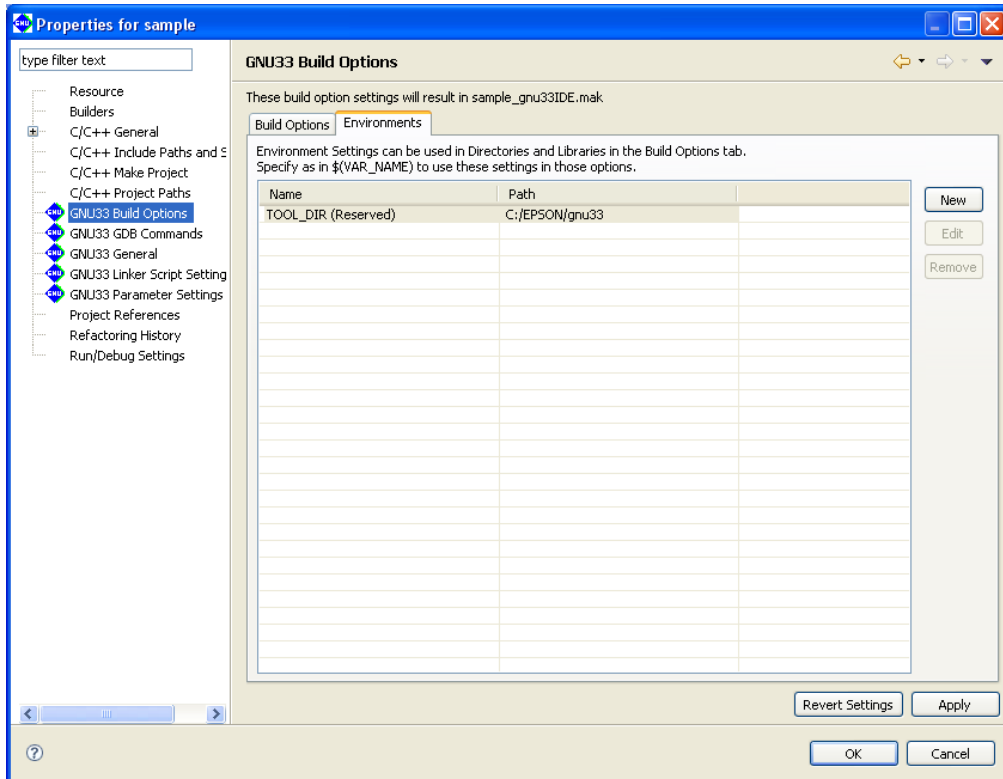 Properties for sample
type filter text
Resource
Builders
C/C++ General
C/C++ Include Paths and S
C/C++ Make Project
C/C++ Project Paths
GNU33 Build Options
GNU33 GDB Commands
GNU33 General
GNU33 Linker Script Setting
GNU33 Parameter Settings
Project References
Refactoring History
Run/Debug Settings
GNU33 Build Options
These build option settings will result in sample_gnu33IDE.mak
Build Options Environments
Environment Settings can be used in Directories and Libraries in the Build Options tab.
Specify as in $(VAR_NAME) to use these settings in those options.
Name Path
TOOL_DIR (Reserved) C:/EPSON/gnu33
New
Edit
Remove
Revert Settings Apply
OK Cancel